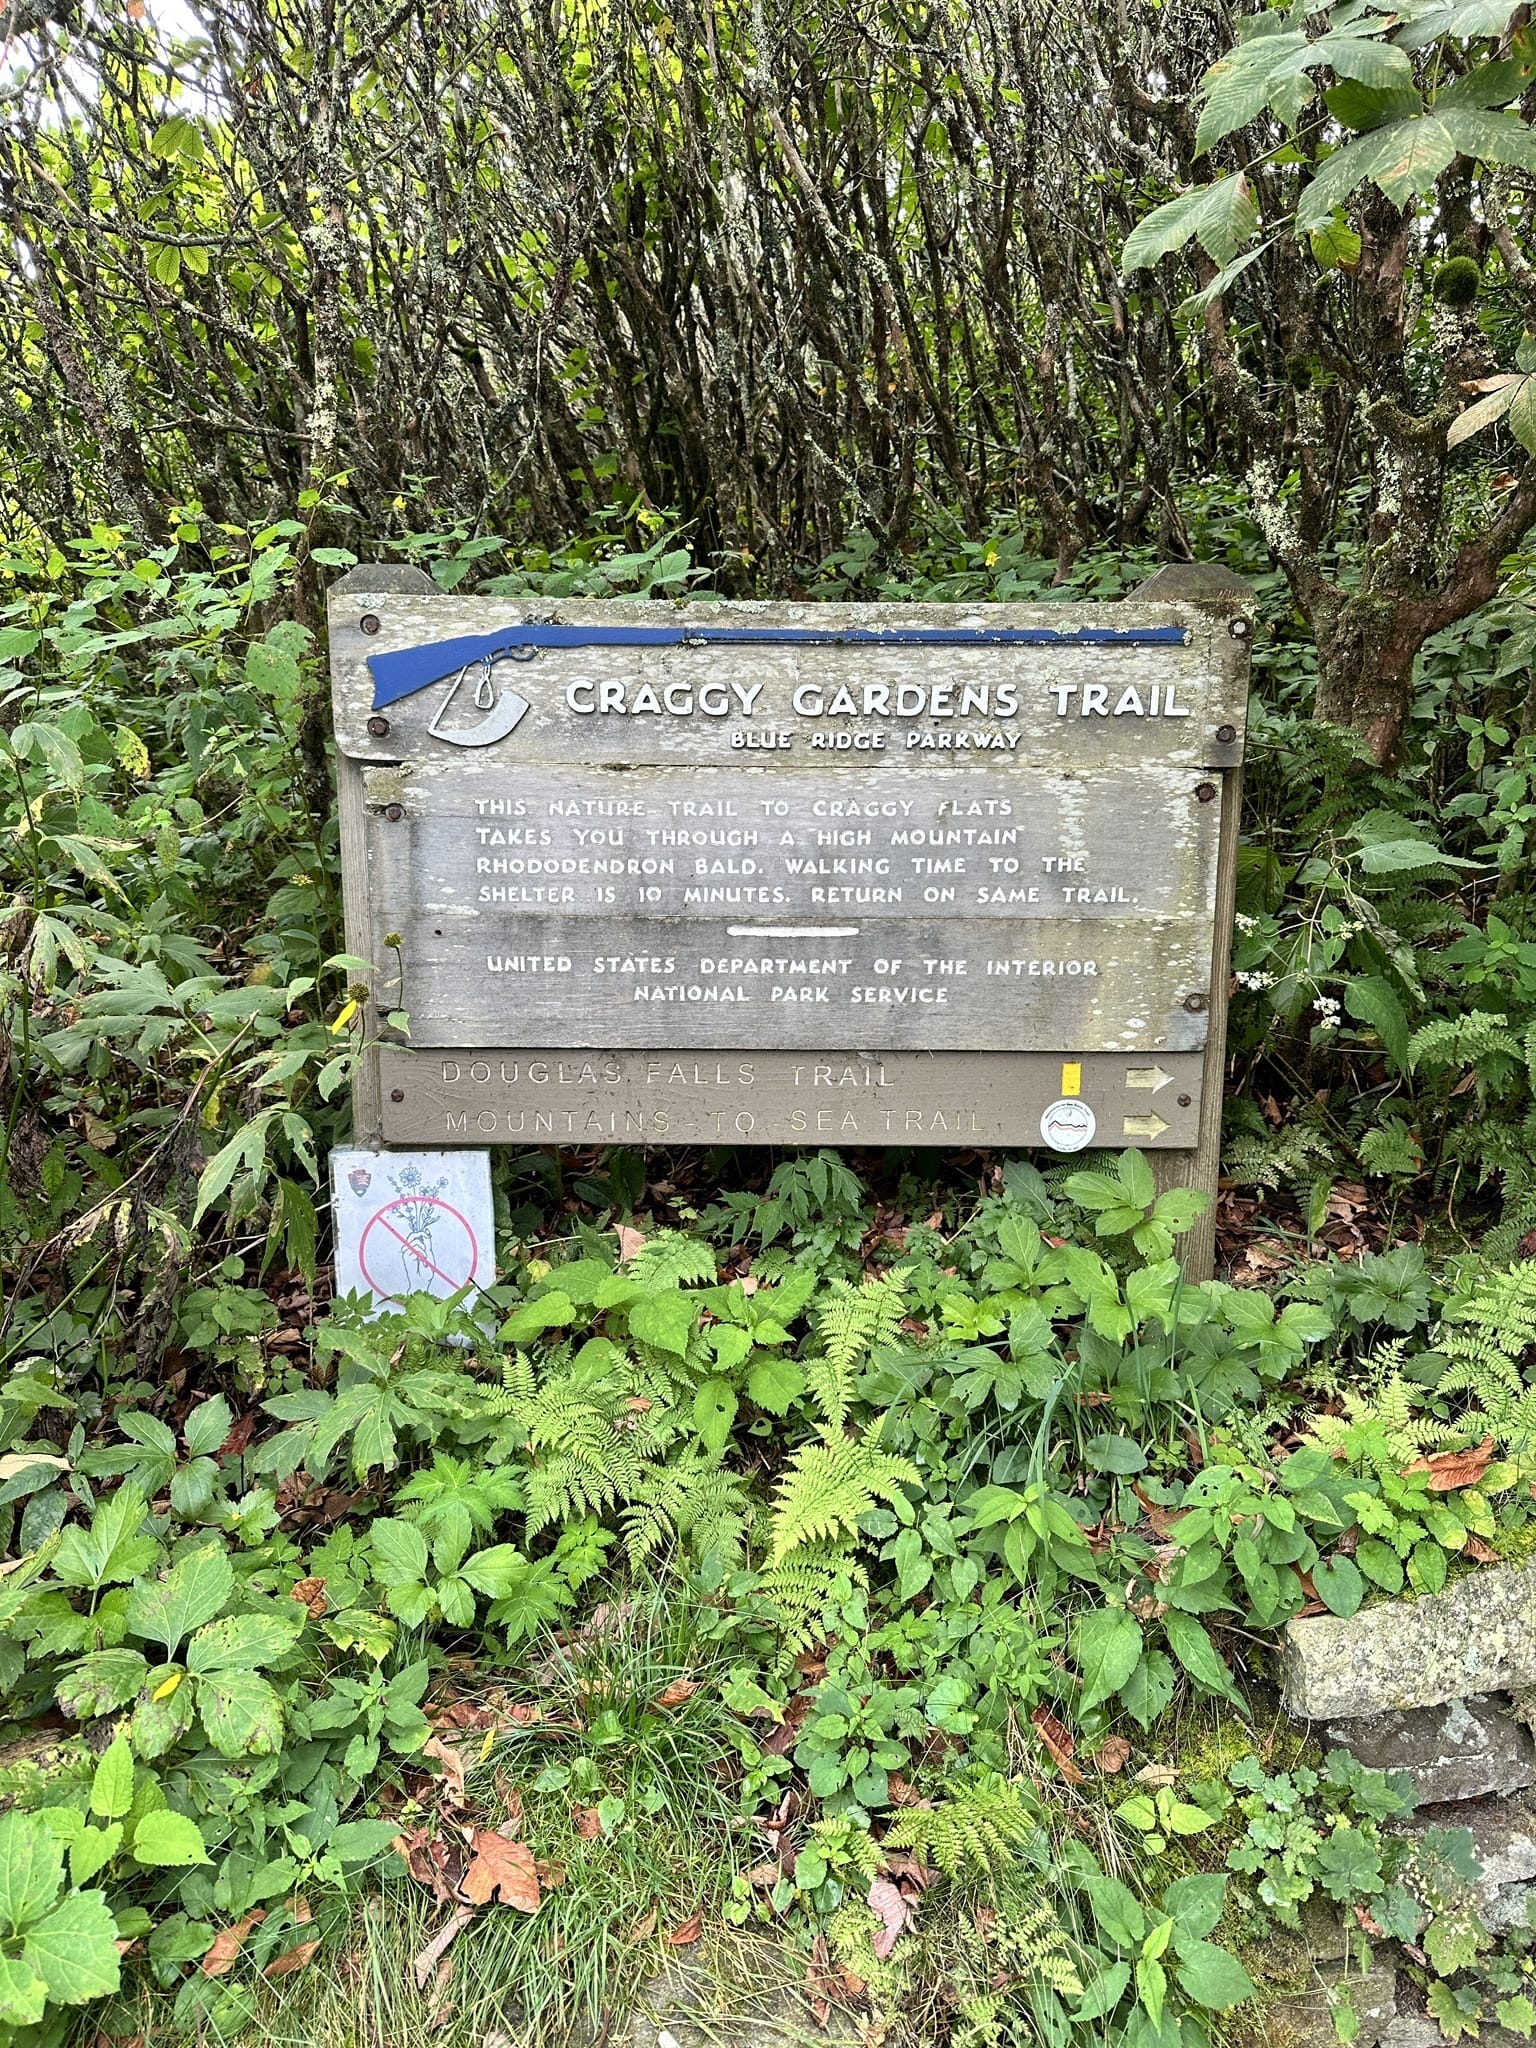 CRAGGY GARDENS TRAIL
BLUE RIDGE PARKWAY
THIS NATURE TRAIL TO CRAGGY FLATS
TAKES YOU THROUGH A HIGH MOUNTAIN
RHODODENDRON BALD. WALKING TIME TO THE
SHELTER IS 10 MINUTES. RETURN ON SAME TRAIL.
UNITED STATES DEPARTMENT OF THE INTERIOR
NATIONAL PARK SERVICE
DOUGLAS FALLS TRAIL
MOUNTAINS-TO-SEA TRAIL